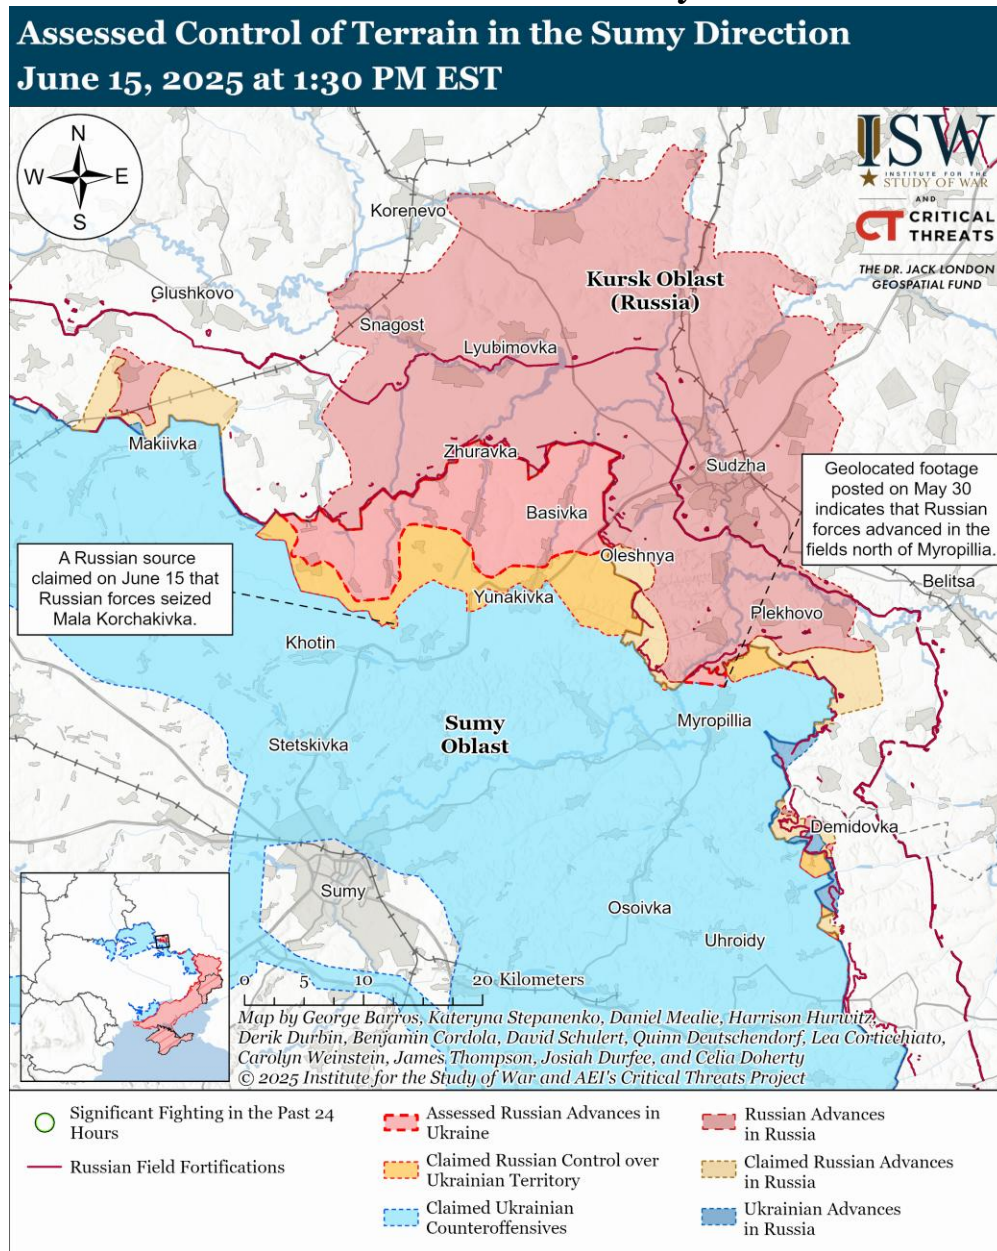 Assessed Control of Terrain in the Sumy Direction
June 15, 2025 at 1:30 PM EST
N
W
E
S
ISW
INSTITUTE FOR THE
STUDY OF WAR
AND
CT CRITICAL
THREATS
THE DR. JACK LONDON
GEOSPATIAL FUND
Korenevo
Kursk Oblast
(Russia)
Glushkovo
Snagost
Lyubimovka
Makiivka
Zhuravka
Sudzha
Geolocated footage
posted on May 30
indicates that Russian
forces advanced in the
fields north of Myropillia.
Basivka
Oleshnya
A Russian source
claimed on June 15 that
Russian forces seized
Mala Korchakivka.
Belitsa
Yunakivka
Plekhovo
Khotin
Myropillia
Sumy
Oblast
Stetskivka
Demidovka
Sumy
Osoivka
Uhroidy
0 5 10 20 Kilometers
Map by George Barros, Kateryna Stepanenko, Daniel Mealie, Harrison Hurwitz,
Derik Durbin, Benjamin Cordola, David Schulert, Quinn Deutschendorf, Lea Corticchiato,
Carolyn Weinstein, James Thompson, Josiah Durfee, and Celia Doherty
© 2025 Institute for the Study of War and AEI's Critical Threats Project
Significant Fighting in the Past 24
Hours
Russian Field Fortifications
Assessed Russian Advances in
Ukraine
Claimed Russian Control over
Ukrainian Territory
Claimed Ukrainian
Counteroffensives
Russian Advances
in Russia
Claimed Russian Advances
in Russia
Ukrainian Advances
in Russia